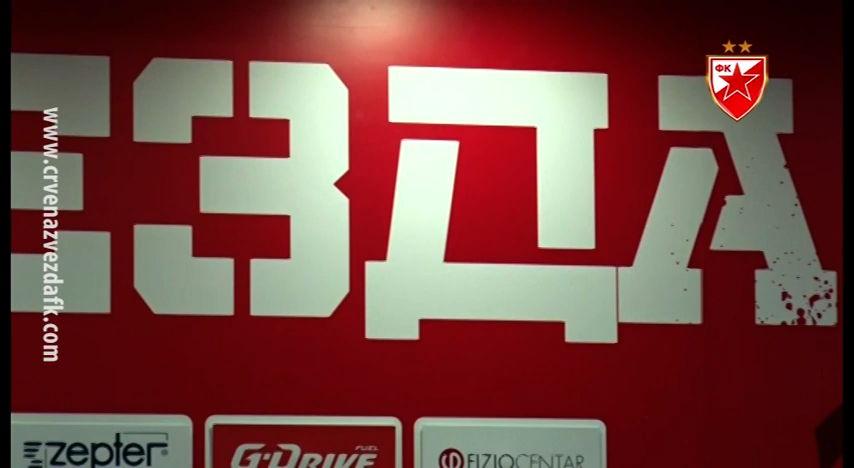 ЕЗДА
ФК
www.crvenazvezdafk.com
zepter
G-DRIVE
FUEL
FIZIOCENTAR